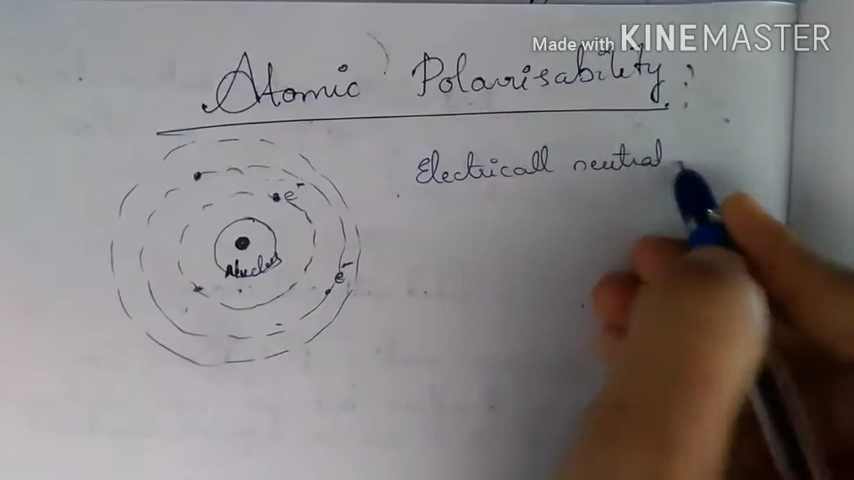 Made with KINEMASTER
Atomic Polarisability:
Electricall neutral
e-
Nucleus
e-